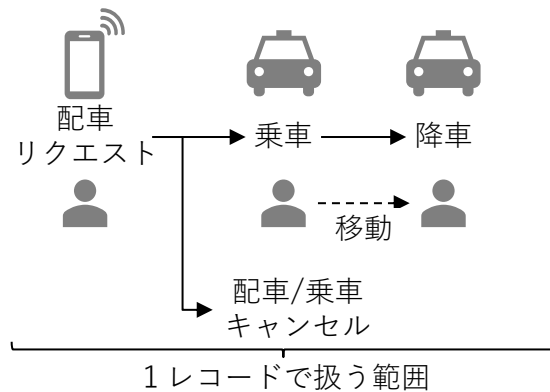 配車
リクエスト
乗車
降車
移動
配車/乗車
キャンセル
１レコードで扱う範囲